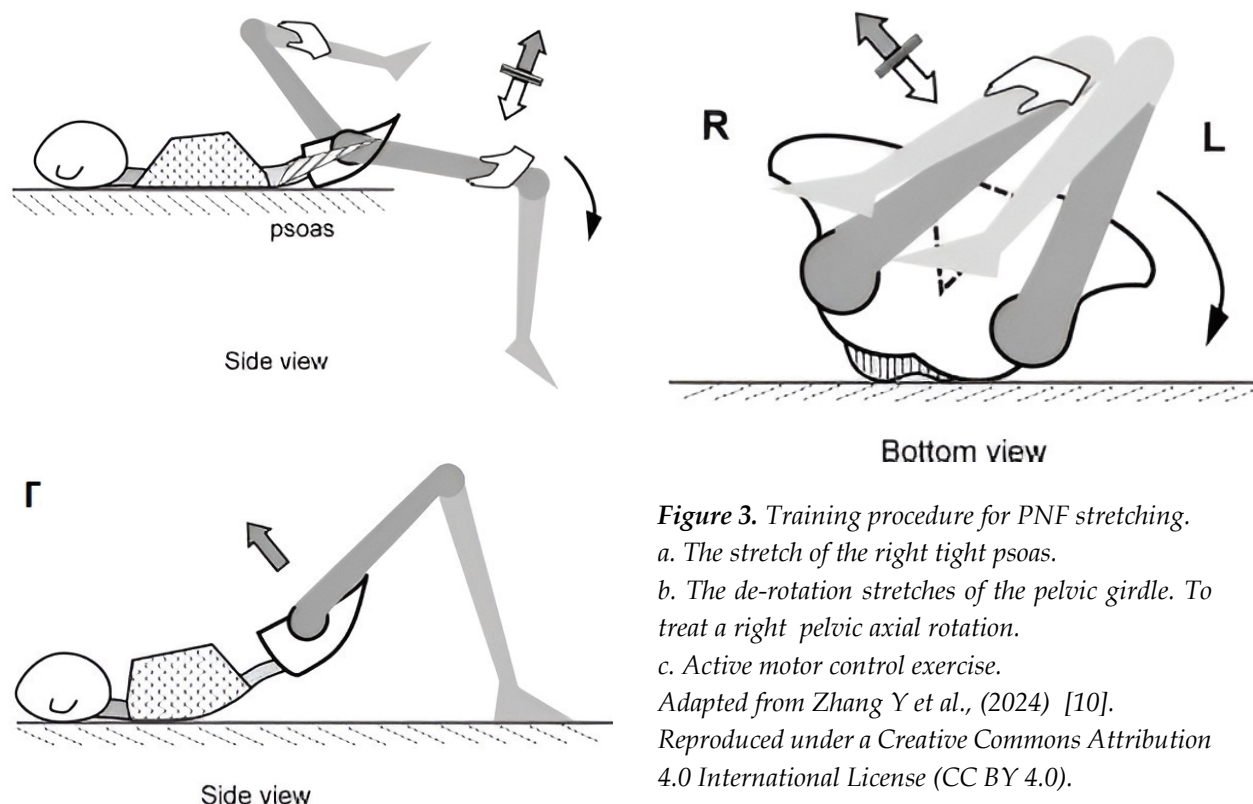 psoas
Side view
R
L
Bottom view
Γ
Side view
Figure 3. Training procedure for PNF stretching.
a. The stretch of the right tight psoas.
b. The de-rotation stretches of the pelvic girdle. To
treat a right pelvic axial rotation.
c. Active motor control exercise.
Adapted from Zhang Y et al., (2024) [10].
Reproduced under a Creative Commons Attribution
4.0 International License (CC BY 4.0).